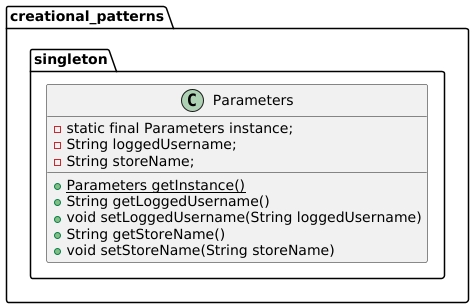 creational_patterns
singleton
C Parameters
static final Parameters instance;
String loggedUsername;
String storeName;
Parameters getInstance()
String getLoggedUsername()
void setLoggedUsername(String loggedUsername)
String getStoreName()
void setStoreName(String storeName)